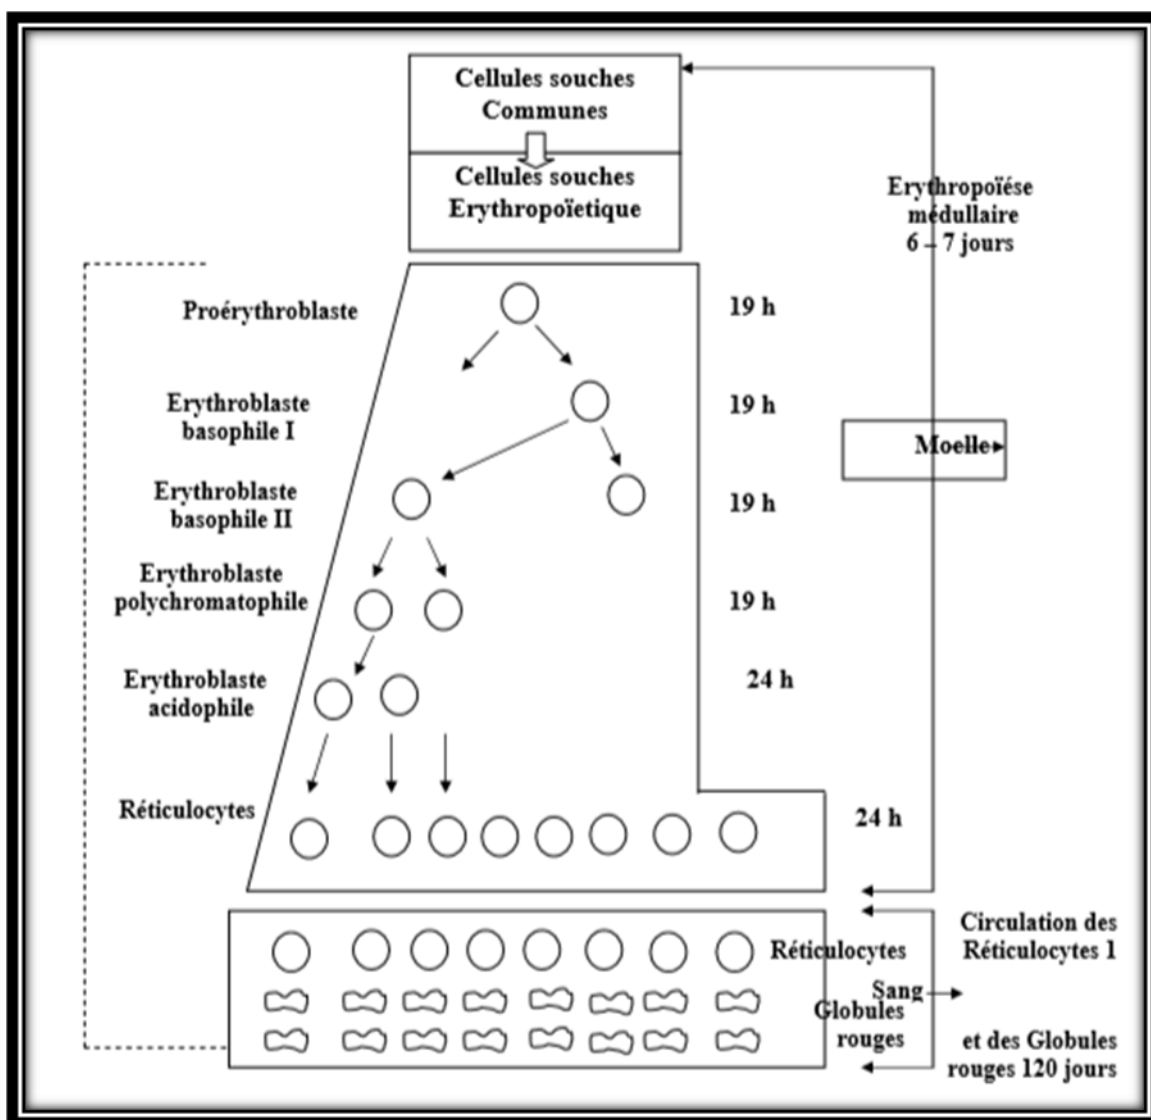 Cellules souches
Communes
Cellules souches
Erythropoïetique
Erythropoïése
médullaire
6 – 7 jours
Proérythroblaste
19 h
Erythroblaste
basophile I
19 h
Moelle
Erythroblaste
basophile II
19 h
Erythroblaste
polychromatophile
19 h
Erythroblaste
acidophile
24 h
Réticulocytes
24 h
Réticulocytes
Circulation des
Réticulocytes 1
Sang
Globules
rouges
et des Globules
rouges 120 jours